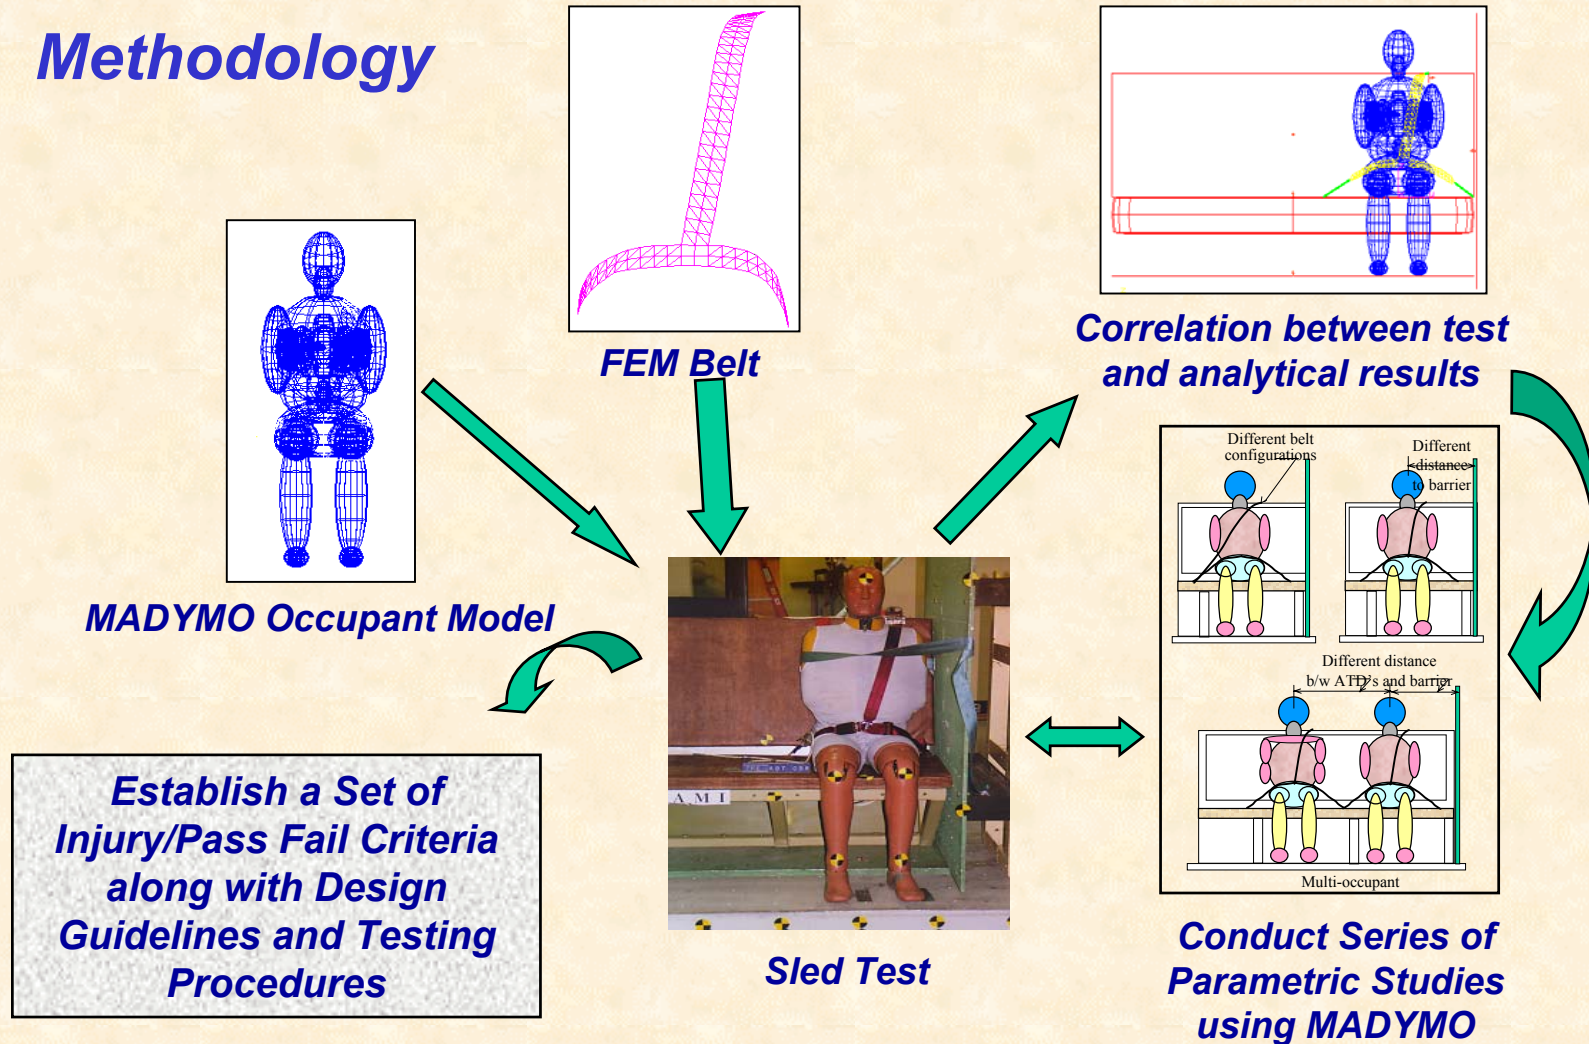 Methodology
FEM Belt
Correlation between test
and analytical results
MADYMO Occupant Model
Different belt
configurations
Different
distance
to barrier
Different distance
b/w ATD's and barrier
Multi-occupant
A M I
Establish a Set of
Injury/Pass Fail Criteria
along with Design
Guidelines and Testing
Procedures
Sled Test
Conduct Series of
Parametric Studies
using MADYMO